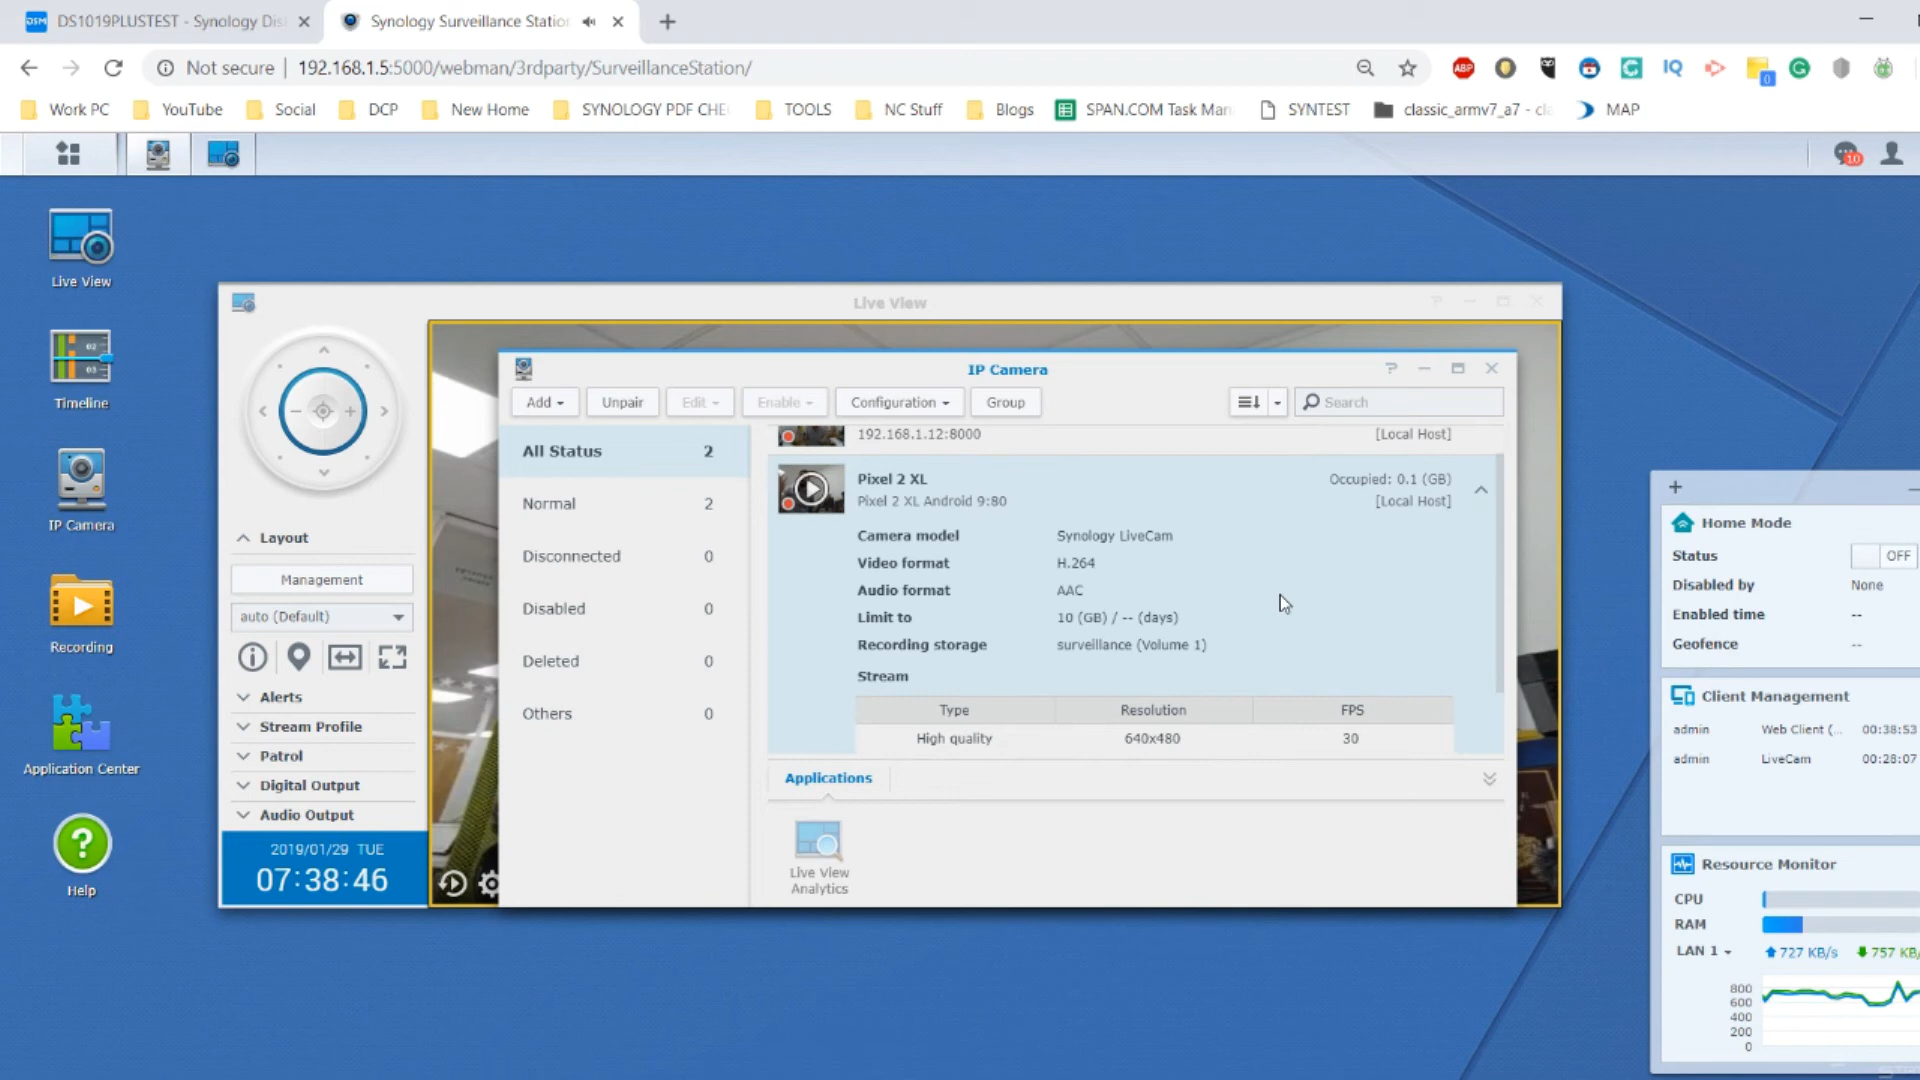 DSM DS1019PLUSTEST - Synology Dis
Synology Surveillance Station
Not secure | 192.168.1.5:5000/webman/3rdparty/SurveillanceStation/
ABP
IQ
0
Work PC
YouTube
Social
DCP
New Home
SYNOLOGY PDF CHE
TOOLS
NC Stuff
Blogs
SPAN.COM Task Man
SYNTEST
classic_armv7_a7 - cla
MAP
10
Live View
Timeline
IP Camera
Recording
Application Center
Help
Live View
Layout
Management
auto (Default)
Alerts
Stream Profile
Patrol
Digital Output
Audio Output
2019/01/29 TUE
07:38:46
IP Camera
Add
Unpair
Edit
Enable
Configuration
Group
Search
All Status 2
Normal 2
Disconnected 0
Disabled 0
Deleted 0
Others 0
192.168.1.12:8000 [Local Host]
Pixel 2 XL Occupied: 0.1 (GB)
Pixel 2 XL Android 9:80 [Local Host]
Camera model Synology LiveCam
Video format H.264
Audio format AAC
Limit to 10 (GB) / -- (days)
Recording storage surveillance (Volume 1)
Stream
Type Resolution FPS
High quality 640x480 30
Applications
Live View
Analytics
Home Mode
Status OFF
Disabled by None
Enabled time --
Geofence --
Client Management
admin Web Client (... 00:38:53
admin LiveCam 00:28:07
Resource Monitor
CPU
RAM
LAN 1 727 KB/s 757 KB/
800
600
400
200
0